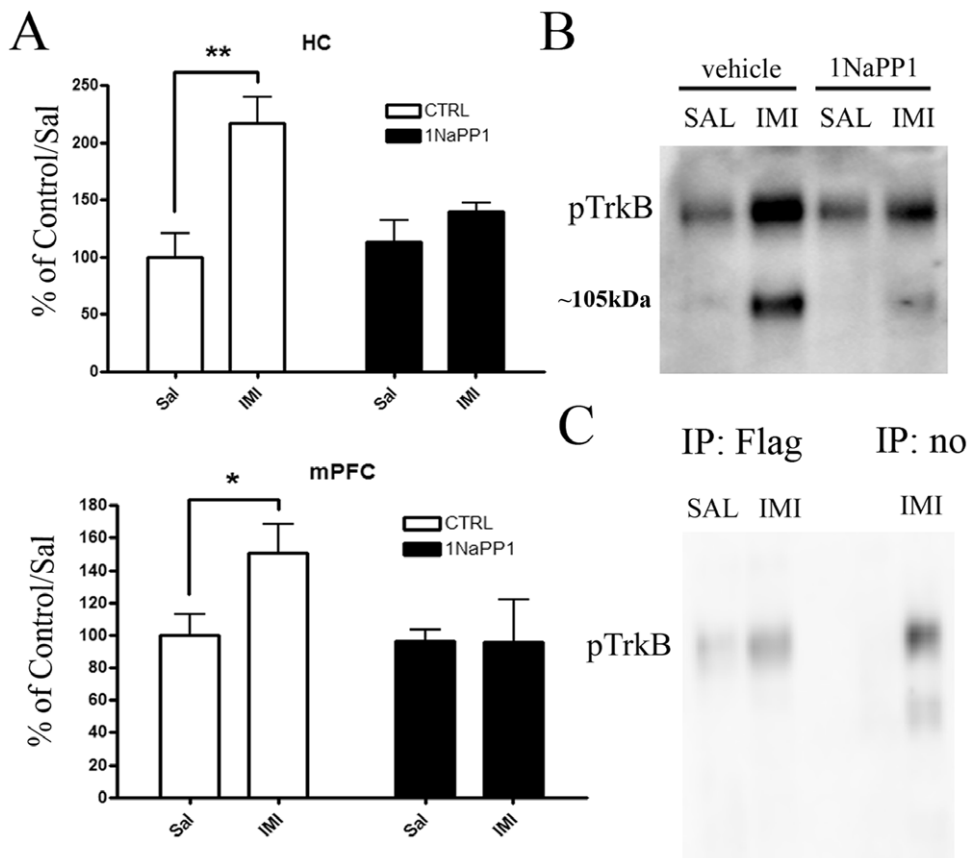 A
HC
**
% of Control/Sal
250
200
150
100
50
0
CTRL
1NaPP1
Sal
IMI
Sal
IMI
mPFC
*
% of Control/Sal
180
160
140
120
100
80
60
40
20
0
CTRL
1NaPP1
Sal
IMI
Sal
IMI
B
vehicle 1NaPP1
SAL IMI SAL IMI
pTrkB
~105kDa
C
IP: Flag IP: no
SAL IMI IMI
pTrkB